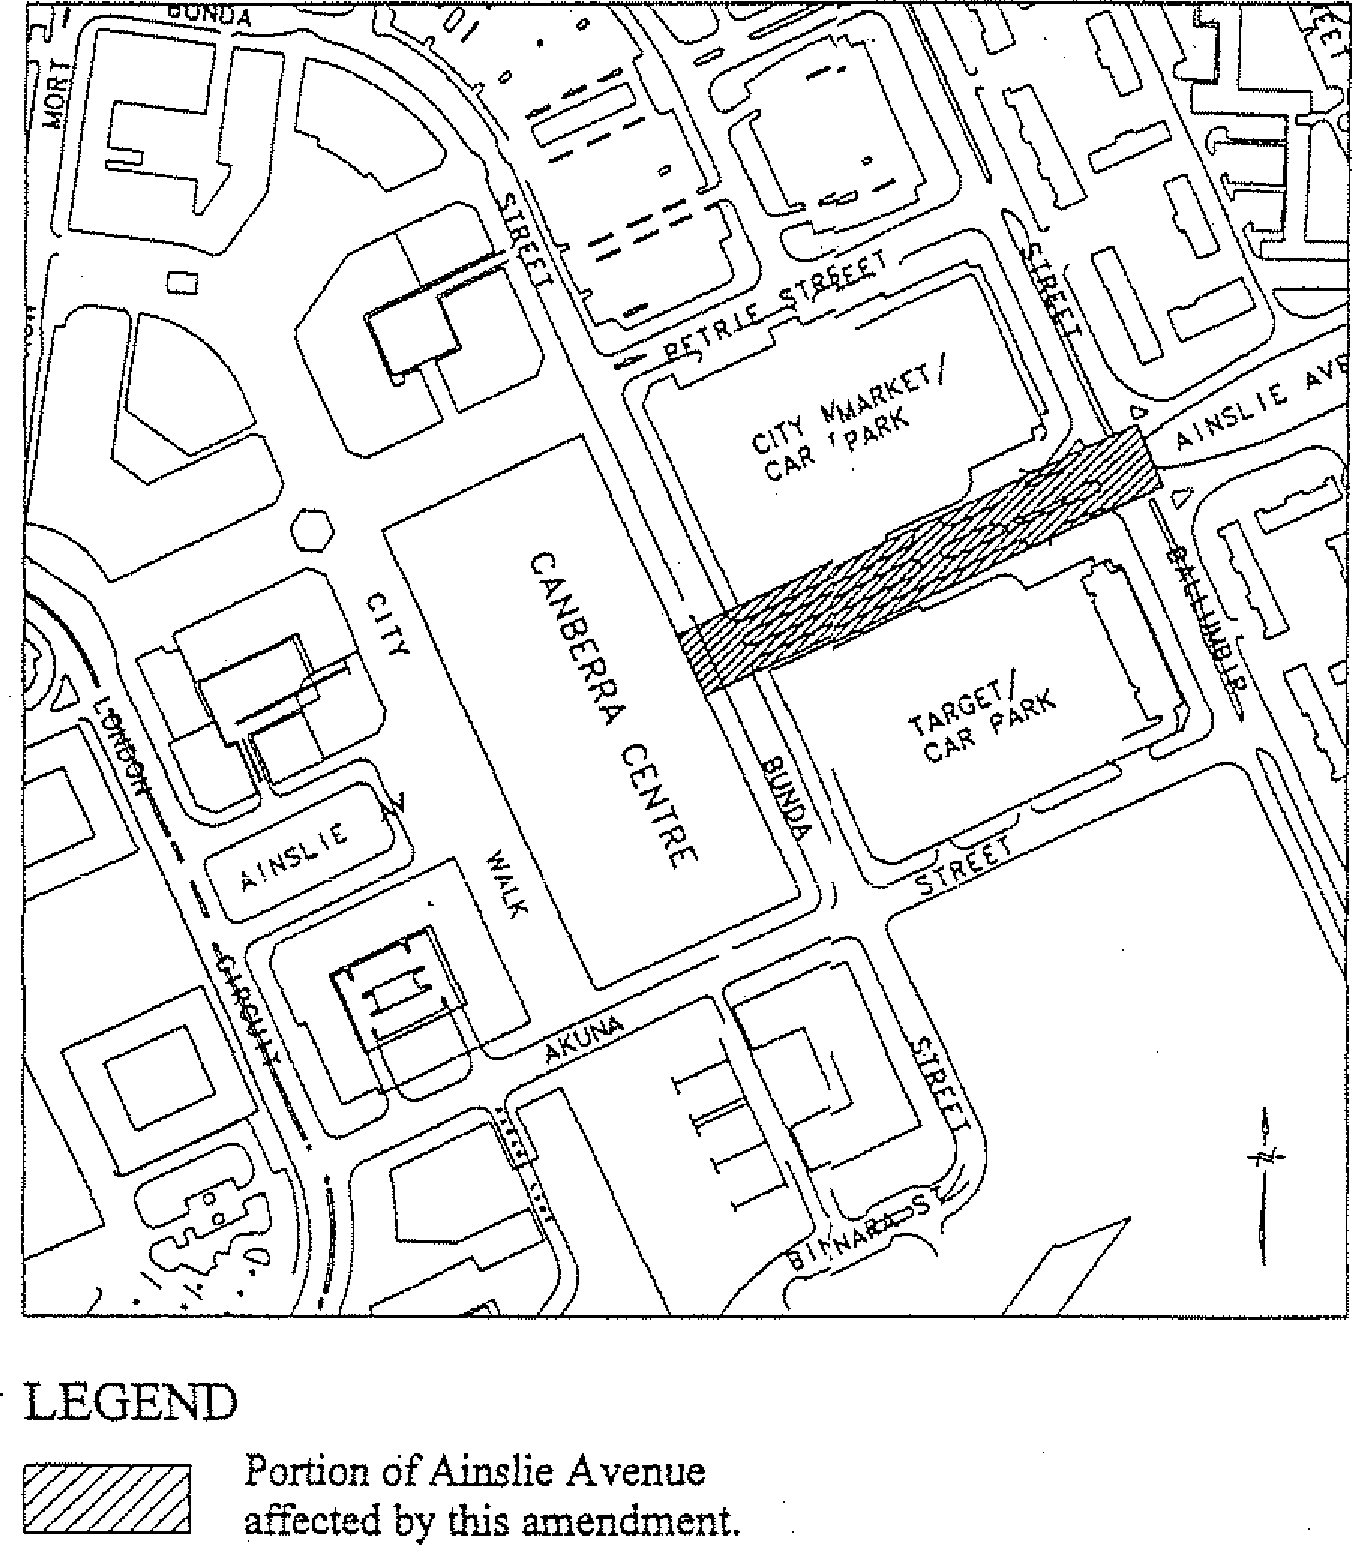 BUNDA
MORT
STREET
PETRIE STREET
STREET
CITY MARKET/
CAR PARK
AINSLIE AVE
CANBERRA CENTRE
CITY
BALLUMBIR
TARGET/
CAR PARK
LONDON
BUNDA
AINSLIE AV
WALK
STREET
CIRCUIT
AKUNA
STREET
BINNARA ST
N
LEGEND
Portion of Ainslie Avenue
affected by this amendment.